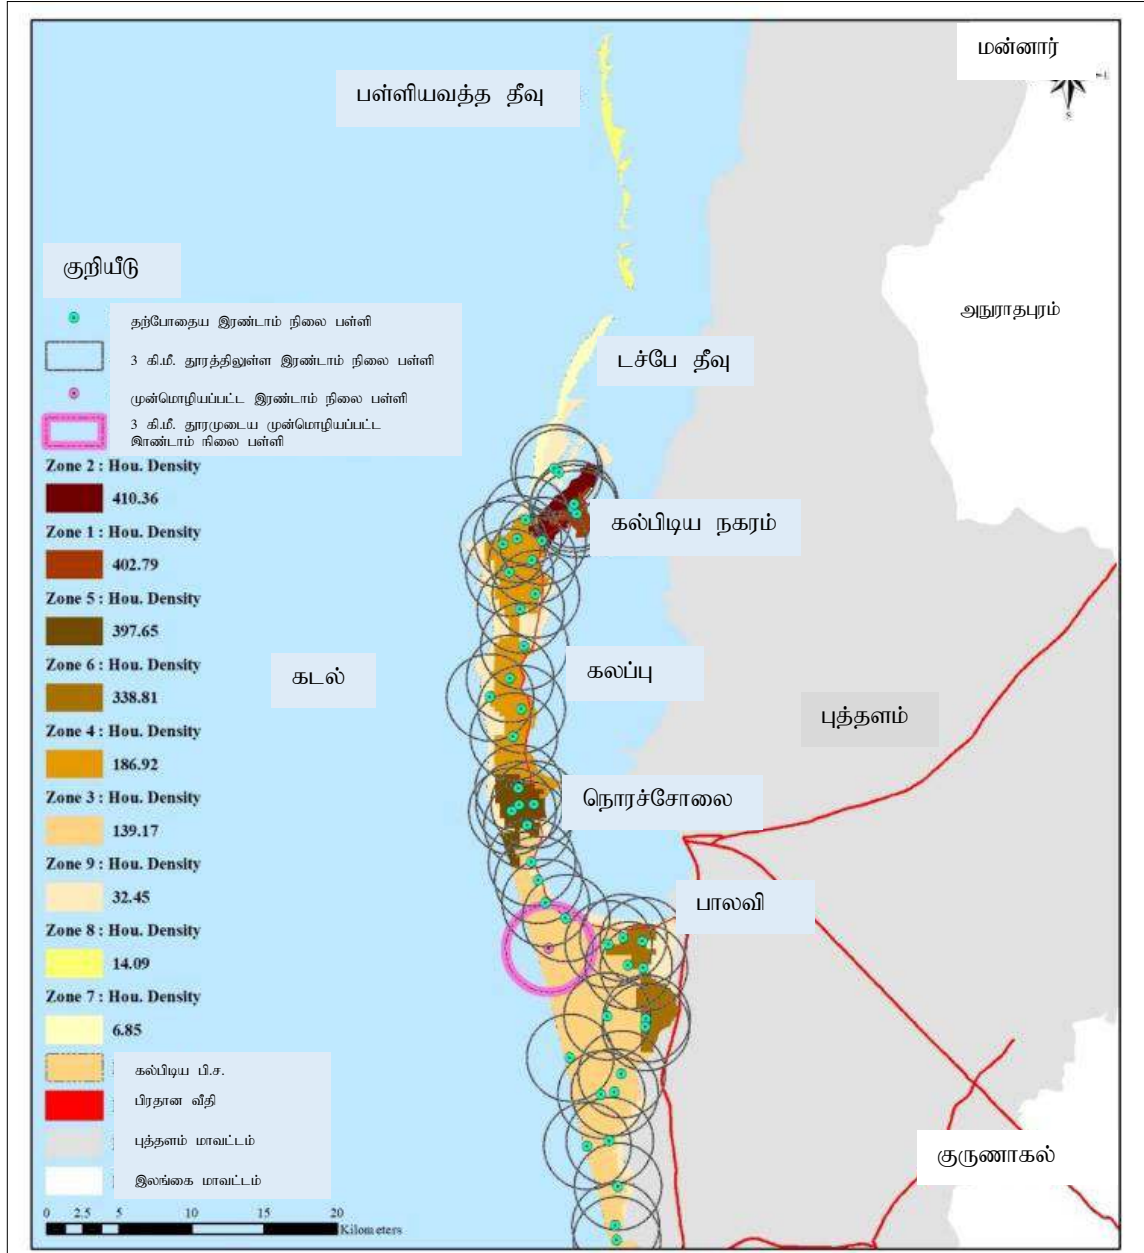 மன்னார்
S
பள்ளியவத்த தீவு
குறியீடு
அநுராதபுரம்
தற்போதைய இரண்டாம் நிலை பள்ளி
3 கி.மீ. தூரத்திலுள்ள இரண்டாம் நிலை பள்ளி
டச்பே தீவு
முன்மொழியப்பட்ட இரண்டாம் நிலை பள்ளி
3 கி.மீ. தூரமுடைய முன்மொழியப்பட்ட
இரண்டாம் நிலை பள்ளி
Zone 2 : Hou. Density
410.36
கல்பிடிய நகரம்
Zone 1 : Hou. Density
402.79
Zone 5 : Hou. Density
397.65
Zone 6 : Hou. Density
338.81
கடல்
கலப்பு
புத்தளம்
Zone 4 : Hou. Density
186.92
Zone 3 : Hou. Density
நொரச்சோலை
139.17
Zone 9 : Hou. Density
32.45
பாலவி
Zone 8 : Hou. Density
14.09
Zone 7 : Hou. Density
6.85
கல்பிடிய பி.ச.
பிரதான வீதி
புத்தளம் மாவட்டம்
குருணாகல்
இலங்கை மாவட்டம்
0 2.5 5 10 15 20
Kilometers